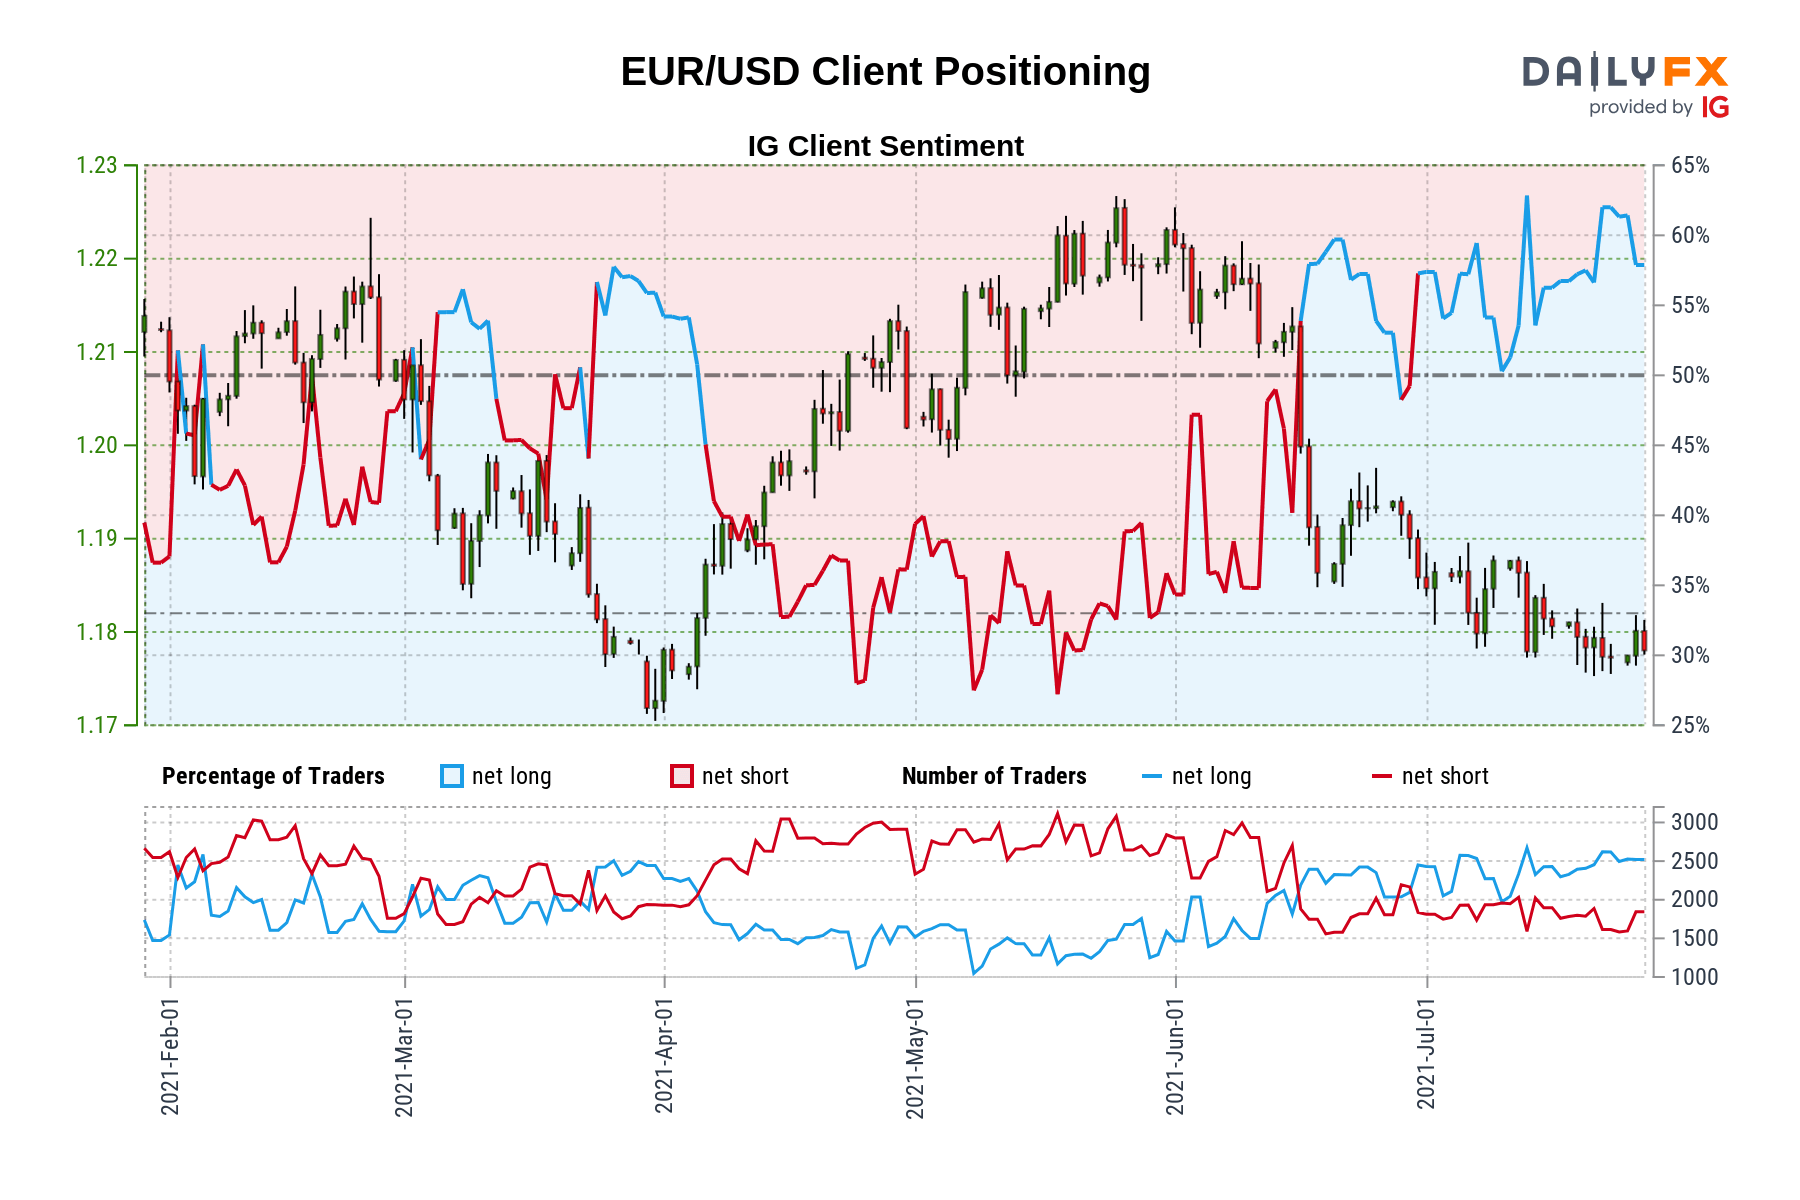 EUR/USD Client Positioning
DAILYFX
provided by IG
IG Client Sentiment
1.23
1.22
1.21
1.20
1.19
1.18
1.17
65%
60%
55%
50%
45%
40%
35%
30%
25%
Percentage of Traders net long net short Number of Traders net long net short
3000
2500
2000
1500
1000
2021-Feb-01
2021-Mar-01
2021-Apr-01
2021-May-01
2021-Jun-01
2021-Jul-01